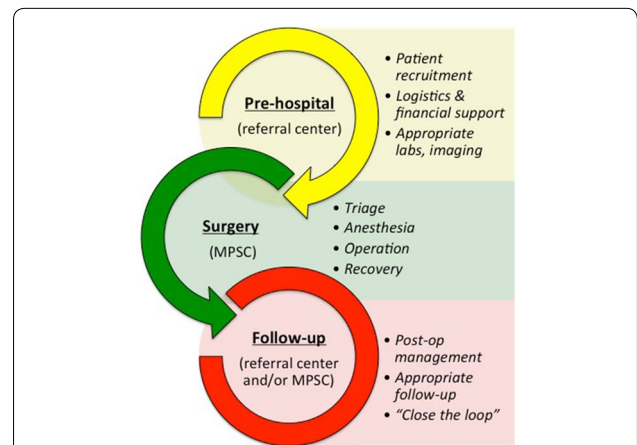 Pre-hospital
(referral center)
• Patient
recruitment
• Logistics &
financial support
• Appropriate
labs, imaging
Surgery
(MPSC)
• Triage
• Anesthesia
• Operation
• Recovery
Follow-up
(referral center
and/or MPSC)
• Post-op
management
• Appropriate
follow-up
• “Close the loop”